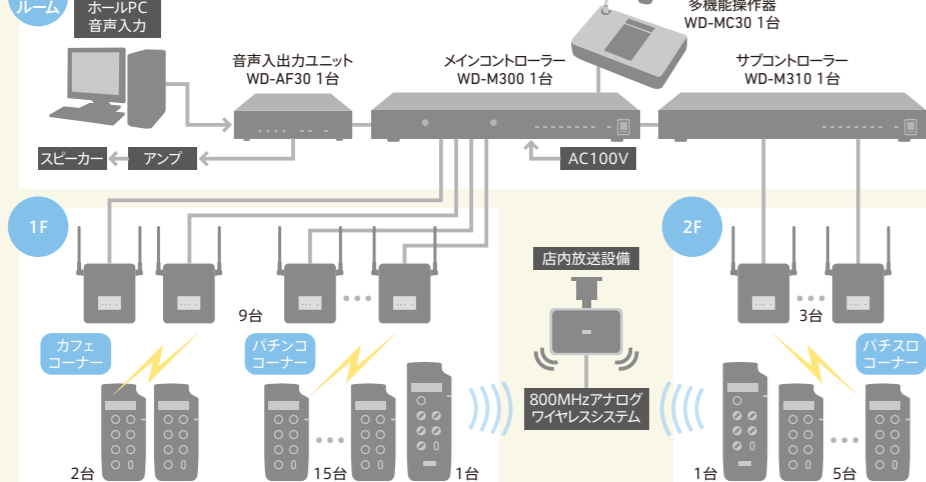 ルーム
ホールPC
音声入力
多機能操作器
WD-MC30 1台
音声入出力ユニット
WD-AF30 1台
メインコントローラー
WD-M300 1台
サブコントローラー
WD-M310 1台
スピーカー
アンプ
AC100V
1F
2F
店内放送設備
9台
3台
カフェ
コーナー
パチンコ
コーナー
パチスロ
コーナー
800MHzアナログ
ワイヤレスシステム
2台
15台
1台
1台
5台